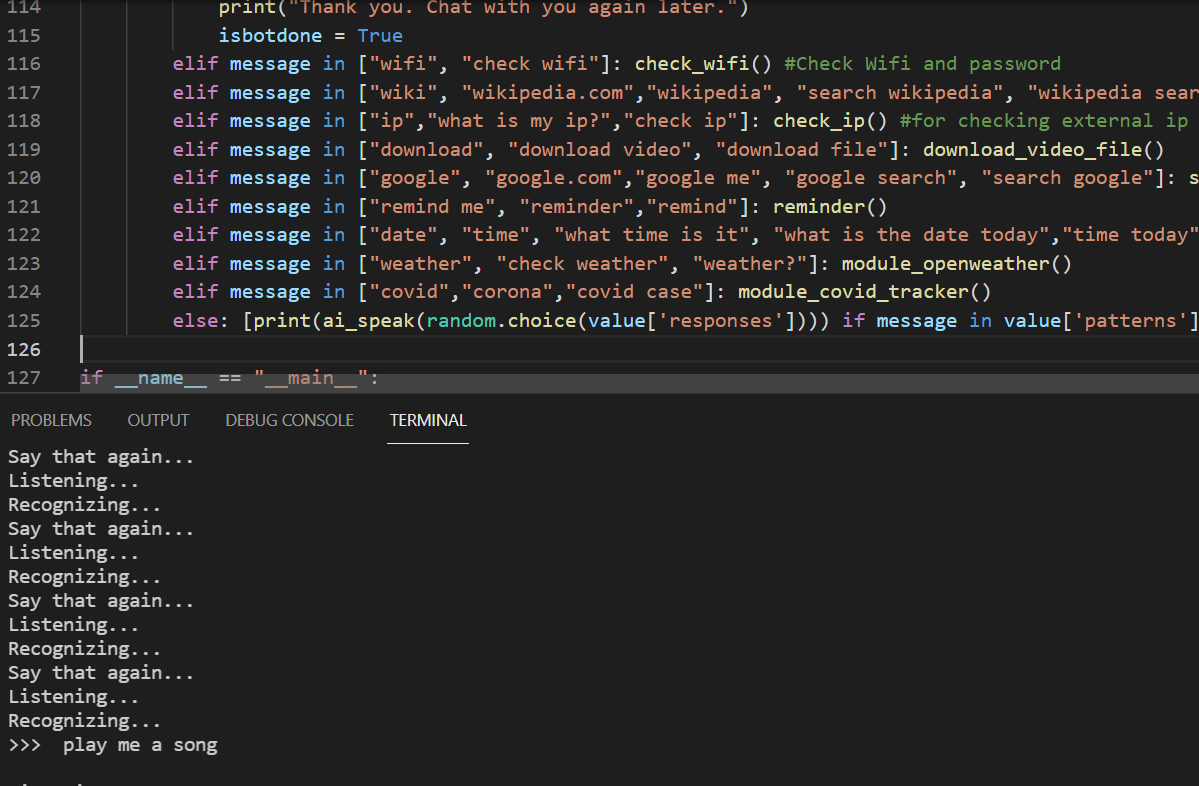 114 print("Thank you. Chat with you again later.")
115 isbotdone = True
116 elif message in ["wifi", "check wifi"]: check_wifi() #Check Wifi and password
117 elif message in ["wiki", "wikipedia.com","wikipedia", "search wikipedia", "wikipedia sear
118 elif message in ["ip","what is my ip?","check ip"]: check_ip() #for checking external ip
119 elif message in ["download", "download video", "download file"]: download_video_file()
120 elif message in ["google", "google.com","google me", "google search", "search google"]: s
121 elif message in ["remind me", "reminder","remind"]: reminder()
122 elif message in ["date", "time", "what time is it", "what is the date today","time today"
123 elif message in ["weather", "check weather", "weather?"]: module_openweather()
124 elif message in ["covid","corona","covid case"]: module_covid_tracker()
125 else: [print(ai_speak(random.choice(value['responses']))) if message in value['patterns']
126
127 if __name__ == "__main__":
PROBLEMS OUTPUT DEBUG CONSOLE TERMINAL
Say that again...
Listening...
Recognizing...
Say that again...
Listening...
Recognizing...
Say that again...
Listening...
Recognizing...
Say that again...
Listening...
Recognizing...
>>>  play me a song